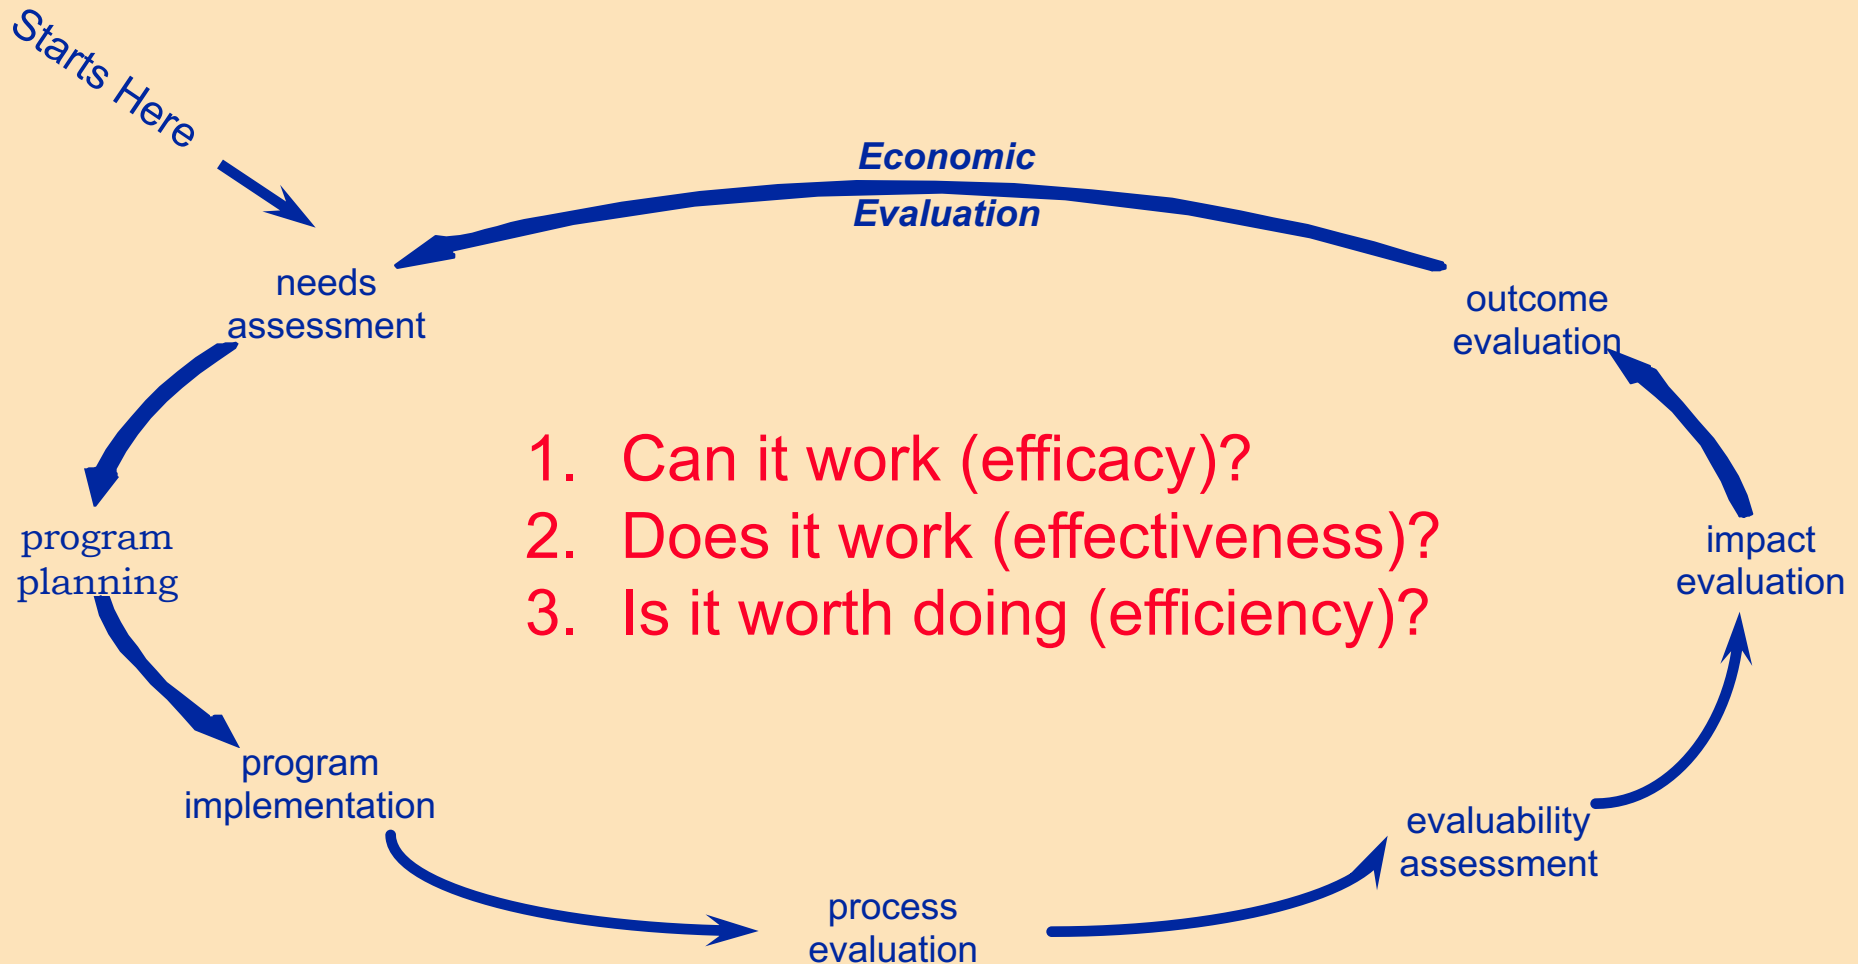 Starts Here
Economic
Evaluation
needs
assessment
outcome
evaluation
1. Can it work (efficacy)?
2. Does it work (effectiveness)?
3. Is it worth doing (efficiency)?
program
planning
impact
evaluation
program
implementation
evaluability
assessment
process
evaluation